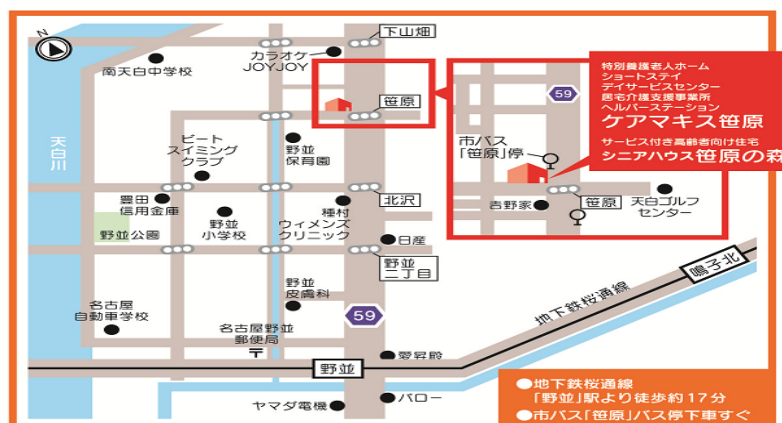 N
下山畑
カラオケ
JOYJOY
南天白中学校
笹原
天白川
ビート
スイミング
クラブ
野並
保育園
豊田
信用金庫
北沢
種村
ウィメンズ
クリニック
野並
小学校
野並公園
日産
野並
二丁目
野並
皮膚科
59
名古屋
自動車学校
名古屋野並
郵便局
〒
愛昇殿
野並
地下鉄桜通線
鳴子北
ヤマダ電機
バロー
特別養護老人ホーム
ショートステイ
デイサービスセンター
居宅介護支援事業所
ヘルパーステーション
ケアマキス笹原
サービス付き高齢者向け住宅
シニアハウス笹原の森
59
市バス
「笹原」停
吉野家
笹原
天白ゴルフ
センター
●地下鉄桜通線
「野並」駅より徒歩約17分
●市バス「笹原」バス停下車すぐ